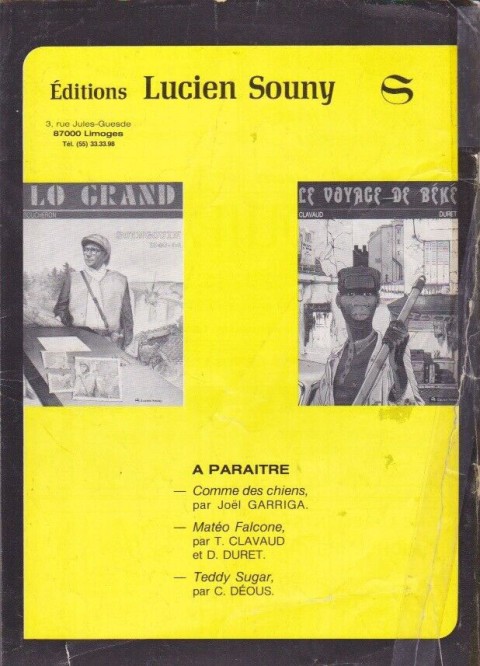 Éditions Lucien Souny S
3, rue Jules-Guesde
87000 Limoges
Tél. (55) 33.33.98
LO GRAND
BOUCHERON
LE VOYAGE DE BÉKÉ
CLAVAUD DURET
A PARAITRE
— Comme des chiens,
par Joël GARRIGA.
— Matéo Falcone,
par T. CLAVAUD
et D. DURET.
— Teddy Sugar,
par C. DÉOUS.